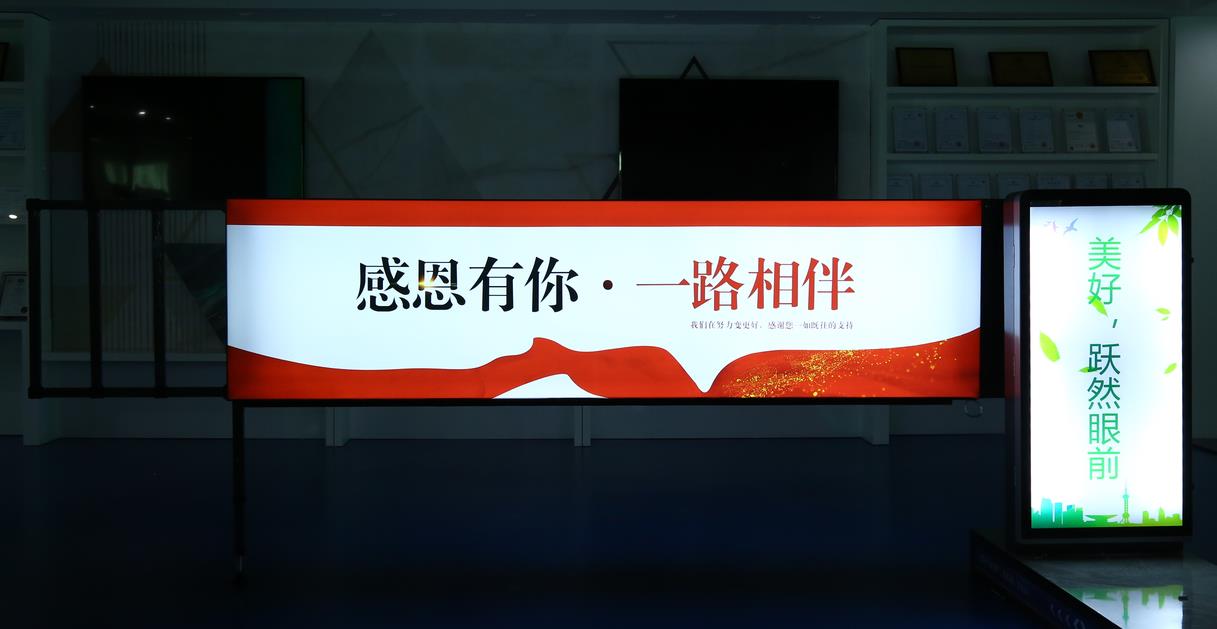 感恩有你·一路相伴
我们在努力变更好，感谢您一如既往的支持
美好，跃然眼前